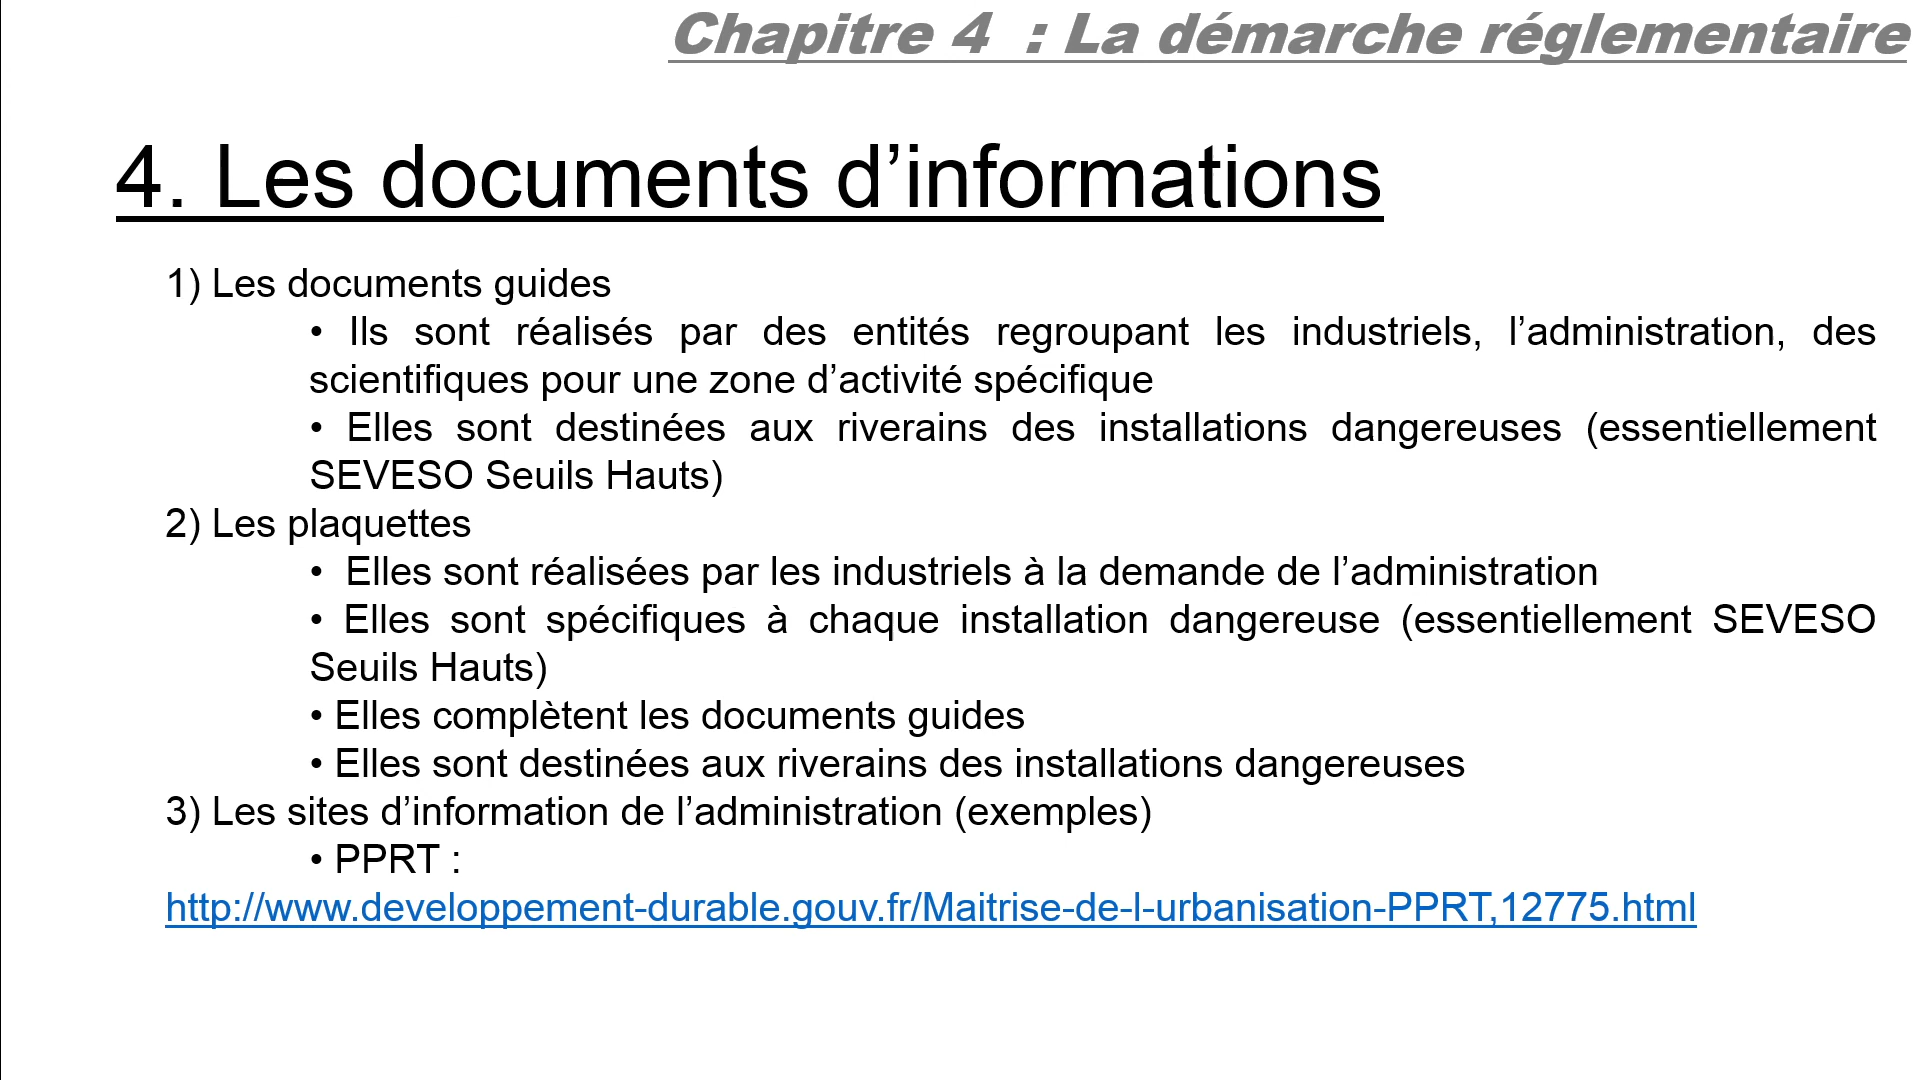 Chapitre 4  : La démarche réglementaire
4. Les documents d’informations
1) Les documents guides
• Ils sont réalisés par des entités regroupant les industriels, l’administration, des
scientifiques pour une zone d’activité spécifique
• Elles sont destinées aux riverains des installations dangereuses (essentiellement
SEVESO Seuils Hauts)
2) Les plaquettes
•  Elles sont réalisées par les industriels à la demande de l’administration
• Elles sont spécifiques à chaque installation dangereuse (essentiellement SEVESO
Seuils Hauts)
• Elles complètent les documents guides
• Elles sont destinées aux riverains des installations dangereuses
3) Les sites d’information de l’administration (exemples)
• PPRT :
http://www.developpement-durable.gouv.fr/Maitrise-de-l-urbanisation-PPRT,12775.html